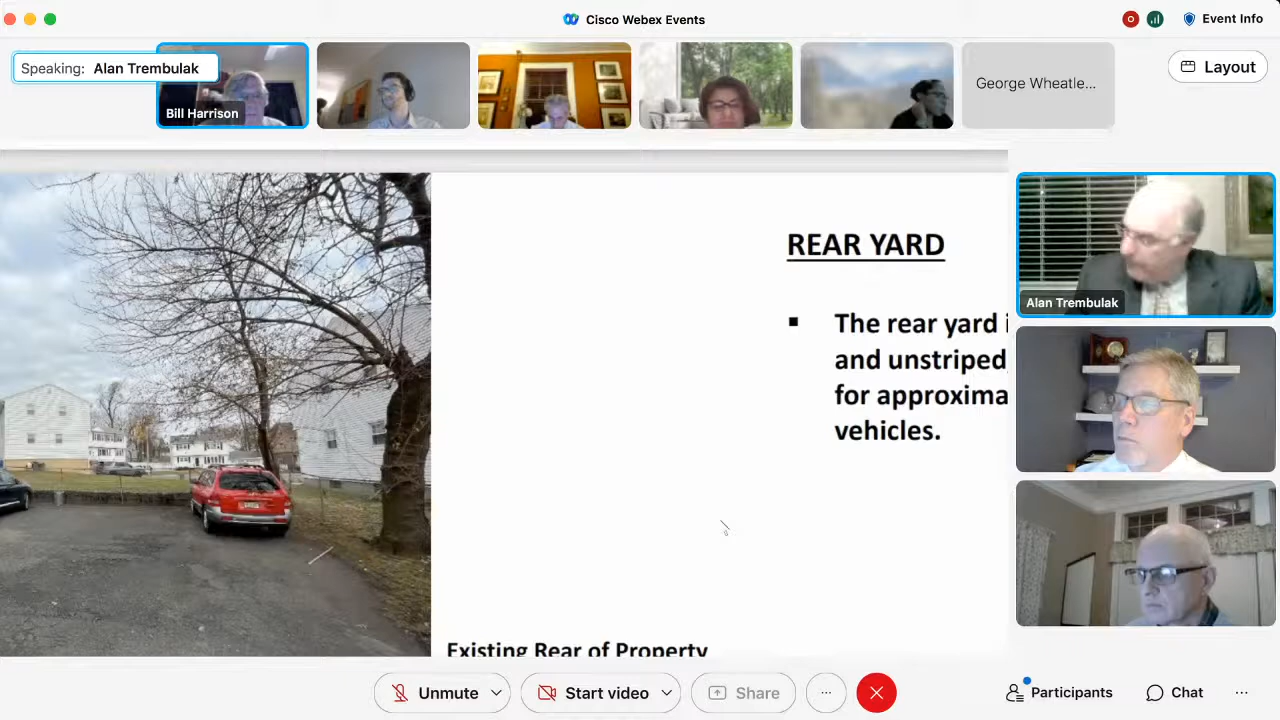 Cisco Webex Events
Event Info
Speaking: Alan Trembulak
Bill Harrison
George Wheatle...
Layout
REAR YARD
▪ The rear yard i
and unstriped
for approxima
vehicles.
Alan Trembulak
Existing Rear of Property
Unmute
Start video
Share
Participants
Chat